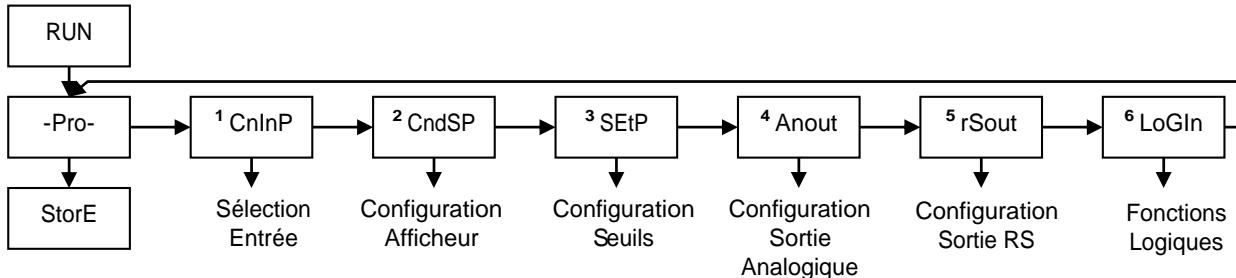 RUN
-Pro-
1 CnInP
2 CndSP
3 SEtP
4 Anout
5 rSout
6 LoGIn
StorE
Sélection
Entrée
Configuration
Afficheur
Configuration
Seuils
Configuration
Sortie
Analogique
Configuration
Sortie RS
Fonctions
Logiques